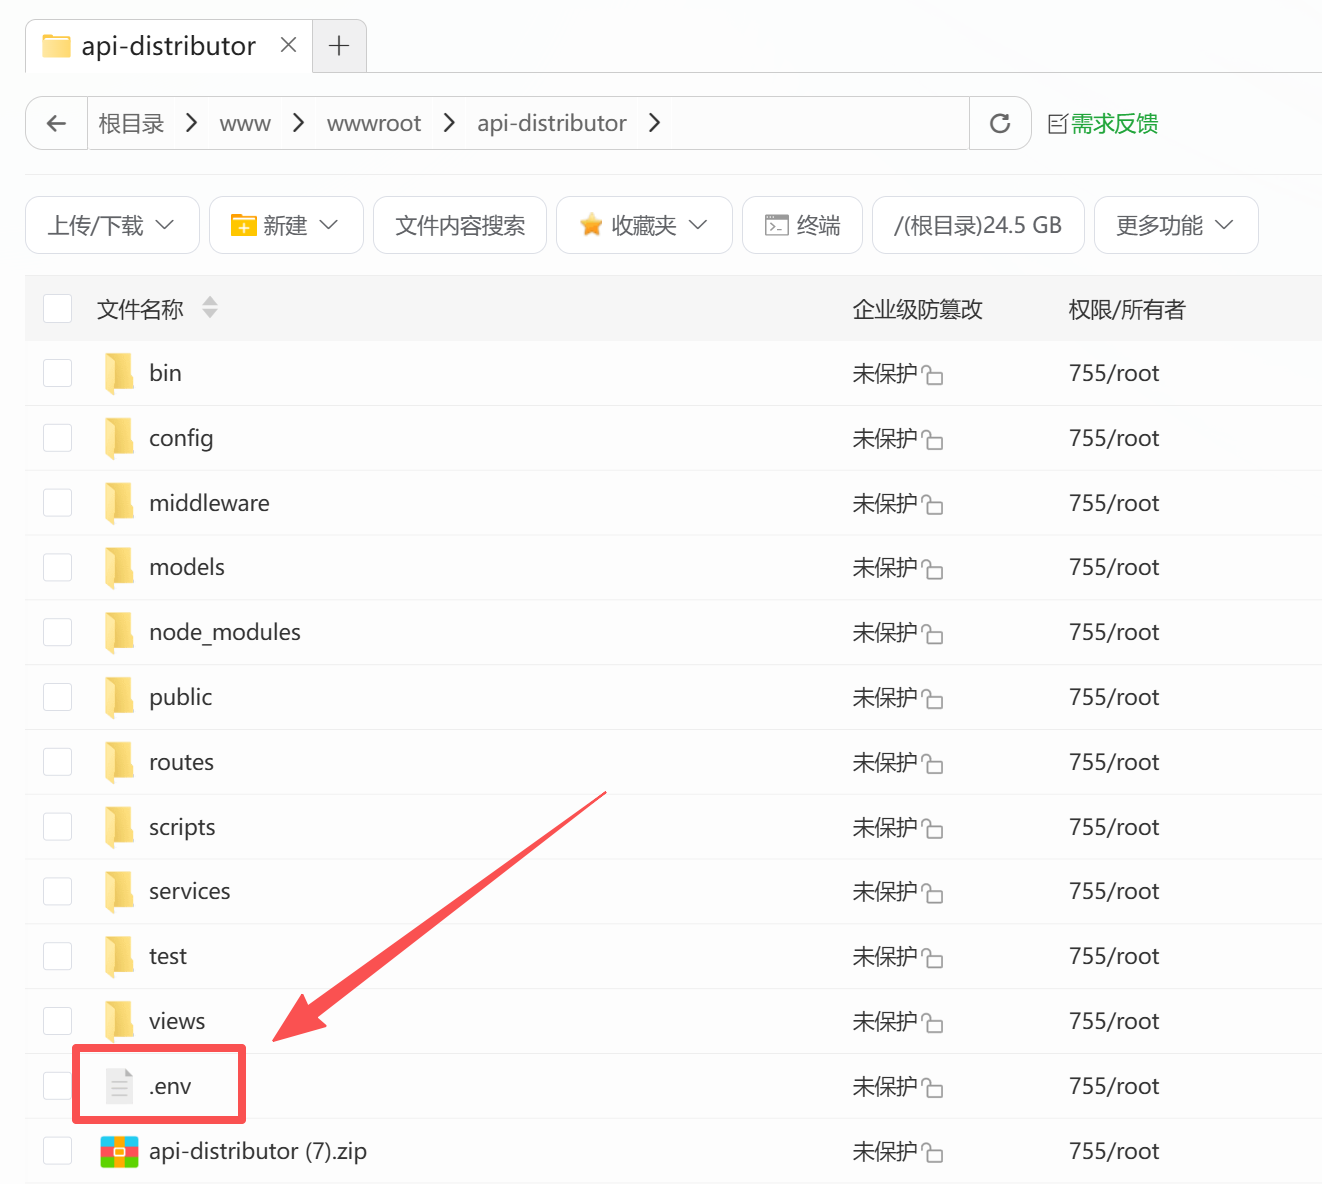 api-distributor
根目录 www wwwroot api-distributor 需求反馈
上传/下载 新建 文件内容搜索 收藏夹 终端 /(根目录)24.5 GB 更多功能
文件名称 企业级防篡改 权限/所有者
bin 未保护 755/root
config 未保护 755/root
middleware 未保护 755/root
models 未保护 755/root
node_modules 未保护 755/root
public 未保护 755/root
routes 未保护 755/root
scripts 未保护 755/root
services 未保护 755/root
test 未保护 755/root
views 未保护 755/root
.env 未保护 755/root
api-distributor (7).zip 未保护 755/root